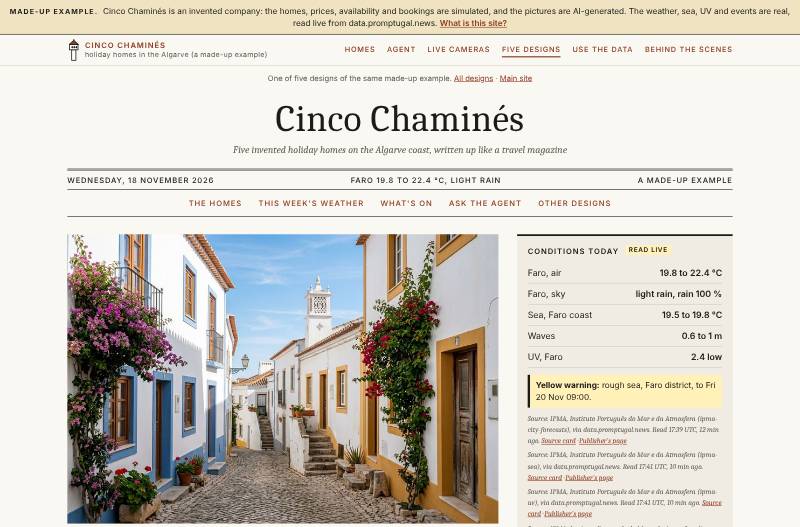 MADE-UP EXAMPLE. Cinco Chaminés is an invented company: the homes, prices, availability and bookings are simulated, and the pictures are AI-generated. The weather, sea, UV and events are real,
read live from data.promptugal.news. What is this site?
CINCO CHAMINÉS
holiday homes in the Algarve (a made-up example)
HOMES AGENT LIVE CAMERAS FIVE DESIGNS USE THE DATA BEHIND THE SCENES
One of five designs of the same made-up example. All designs · Main site
Cinco Chaminés
Five invented holiday homes on the Algarve coast, written up like a travel magazine
WEDNESDAY, 18 NOVEMBER 2026
FARO 19.8 TO 22.4 °C, LIGHT RAIN
A MADE-UP EXAMPLE
THE HOMES THIS WEEK'S WEATHER WHAT'S ON ASK THE AGENT OTHER DESIGNS
CONDITIONS TODAY READ LIVE
Faro, air 19.8 to 22.4 °C
Faro, sky light rain, rain 100 %
Sea, Faro coast 19.5 to 19.8 °C
Waves 0.6 to 1 m
UV, Faro 2.4 low
Yellow warning: rough sea, Faro district, to Fri
20 Nov 09:00.
Source: IPMA, Instituto Português do Mar e da Atmosfera (ipma-
city-forecasts), via data.promptugal.news. Read 17:39 UTC, 12 min
ago. Source card · Publisher's page
Source: IPMA, Instituto Português do Mar e da Atmosfera (ipma-
sea), via data.promptugal.news. Read 17:41 UTC, 10 min ago.
Source card · Publisher's page
Source: IPMA, Instituto Português do Mar e da Atmosfera (ipma-
uv), via data.promptugal.news. Read 17:41 UTC, 10 min ago. Source
card · Publisher's page